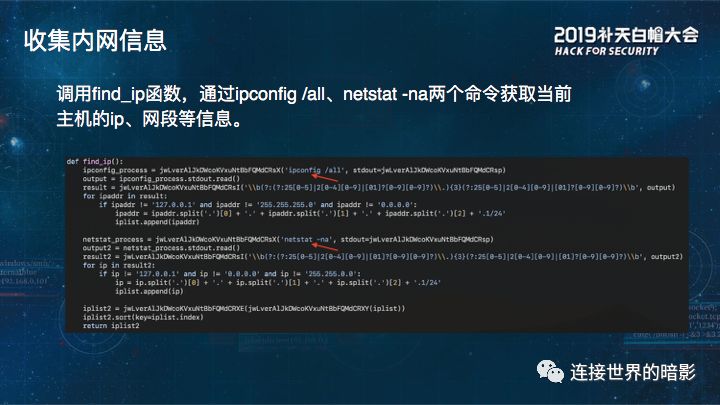 收集内网信息
2019补天白帽大会
HACK FOR SECURITY
调用find_ip函数，通过ipconfig /all、netstat -na两个命令获取当前
主机的ip、网段等信息。
def find_ip():
ipconfig_process = jwLverAlJkDWcoKVxuNtBbFQMdCRsX('ipconfig /all', stdout=jwLverAlJkDWcoKVxuNtBbFQMdCRsp)
output = ipconfig_process.stdout.read()
result = jwLverAlJkDWcoKVxuNtBbFQMdCRsI('\\b(?:(?:25[0-5]|2[0-4][0-9]|[01]?[0-9][0-9]?)\\.){3}(?:25[0-5]|2[0-4][0-9]|[01]?[0-9][0-9]?)\\b', output)
for ipaddr in result:
if ipaddr != '127.0.0.1' and ipaddr != '255.255.255.0' and ipaddr != '0.0.0.0':
ipaddr = ipaddr.split('.')[0] + '.' + ipaddr.split('.')[1] + '.' + ipaddr.split('.')[2] + '.1/24'
iplist.append(ipaddr)
netstat_process = jwLverAlJkDWcoKVxuNtBbFQMdCRsX('netstat -na', stdout=jwLverAlJkDWcoKVxuNtBbFQMdCRsp)
output2 = netstat_process.stdout.read()
result2 = jwLverAlJkDWcoKVxuNtBbFQMdCRsI('\\b(?:(?:25[0-5]|2[0-4][0-9]|[01]?[0-9][0-9]?)\\.){3}(?:25[0-5]|2[0-4][0-9]|[01]?[0-9][0-9]?)\\b', output2)
for ip in result2:
if ip != '127.0.0.1' and ip != '0.0.0.0' and ip != '255.255.0.0':
ip = ip.split('.')[0] + '.' + ip.split('.')[1] + '.' + ip.split('.')[2] + '.1/24'
iplist.append(ip)
iplist2 = jwLverAlJkDWcoKVxuNtBbFQMdCRXE(jwLverAlJkDWcoKVxuNtBbFQMdCRXY(iplist))
iplist2.sort(key=iplist.index)
return iplist2
连接世界的暗影